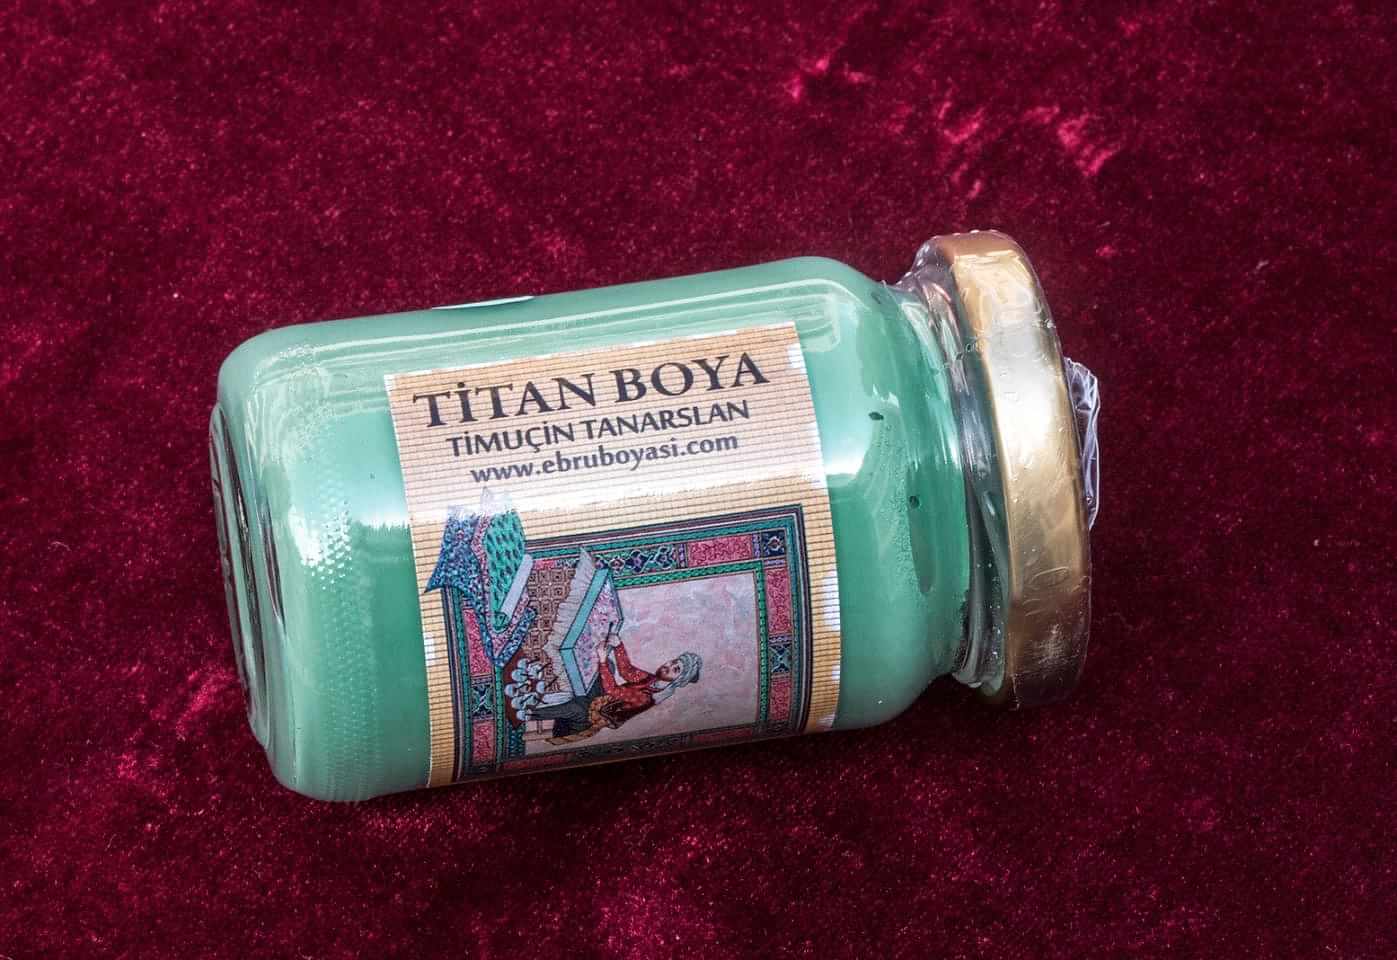 TİTAN BOYA
TİMUÇİN TANARSLAN
www.ebruboyasi.com